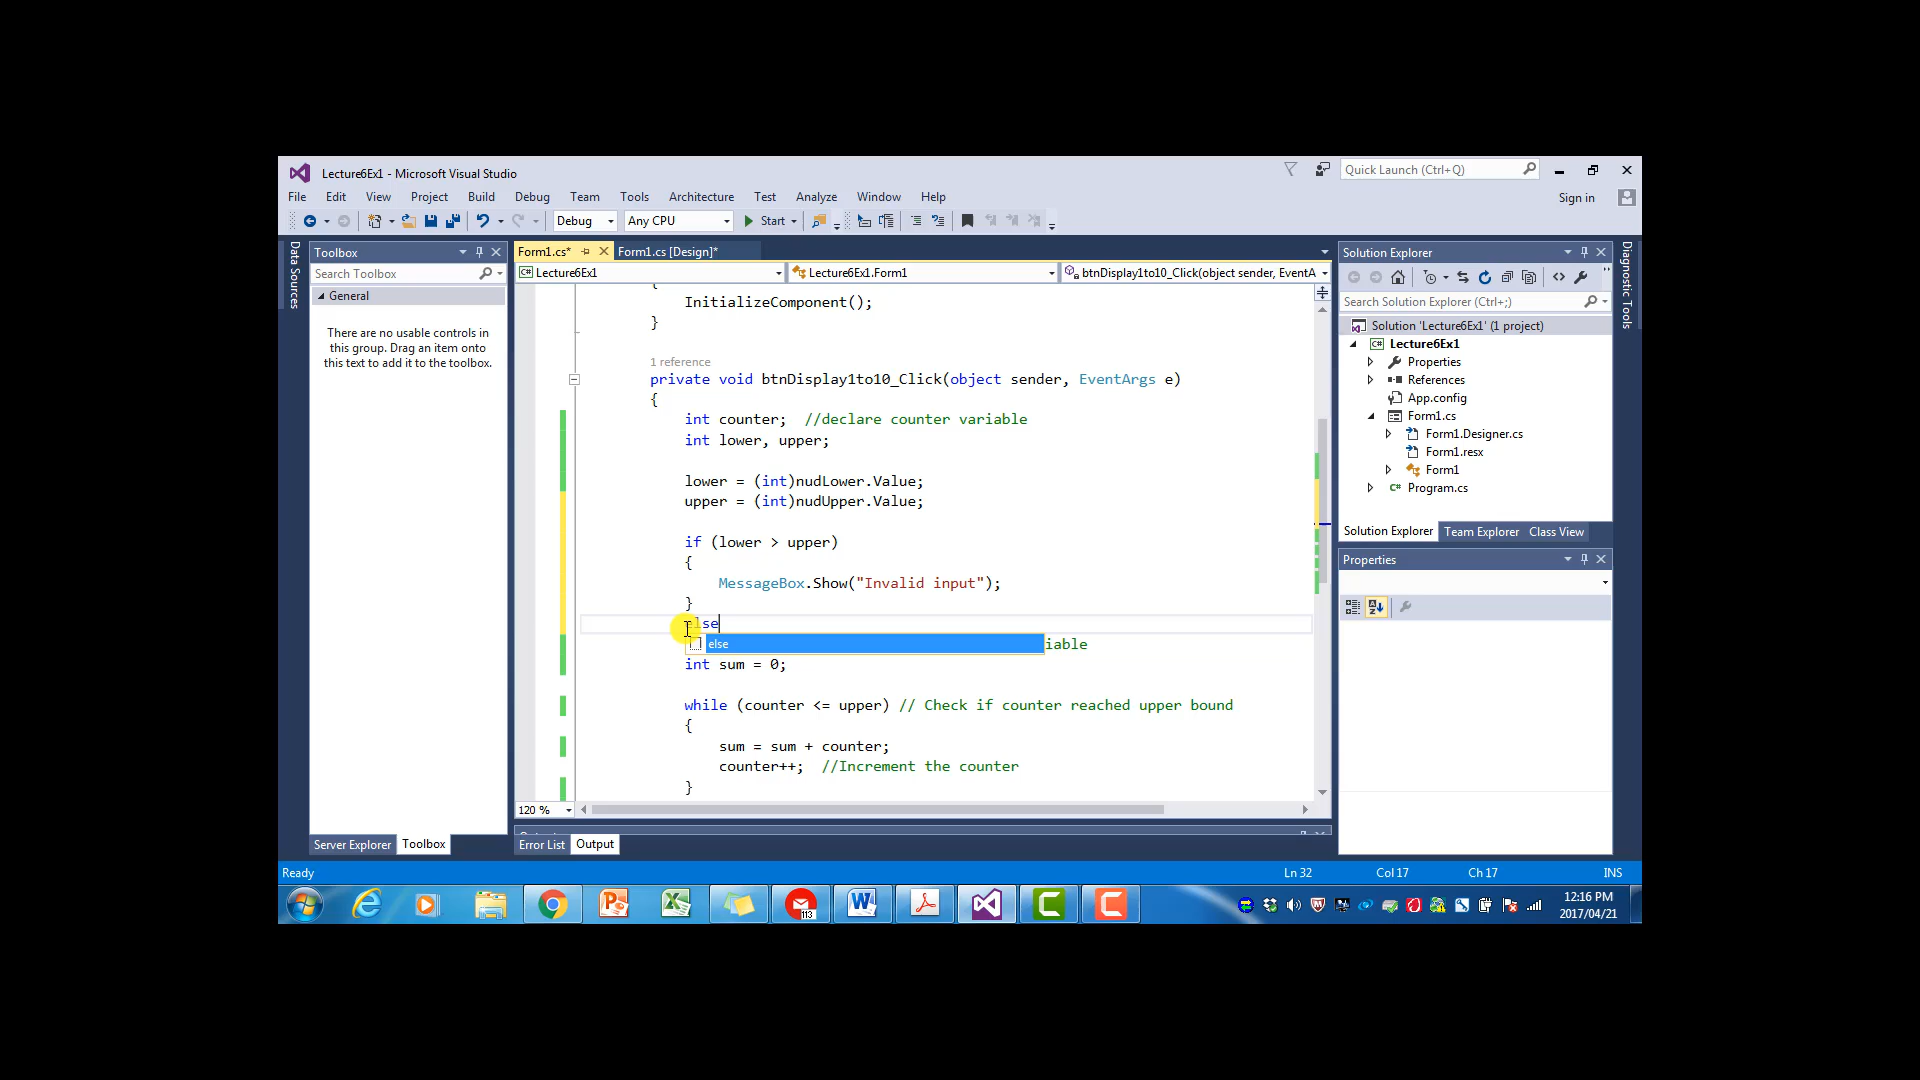 Lecture6Ex1 - Microsoft Visual Studio
Quick Launch (Ctrl+Q)
File Edit View Project Build Debug Team Tools Architecture Test Analyze Window Help
Sign in
Debug Any CPU Start
Data Sources
Toolbox
Search Toolbox
General
There are no usable controls in
this group. Drag an item onto
this text to add it to the toolbox.
Server Explorer Toolbox
Form1.cs* Form1.cs [Design]*
Lecture6Ex1 Lecture6Ex1.Form1 btnDisplay1to10_Click(object sender, EventA
{
InitializeComponent();
}
1 reference
private void btnDisplay1to10_Click(object sender, EventArgs e)
{
int counter; //declare counter variable
int lower, upper;
lower = (int)nudLower.Value;
upper = (int)nudUpper.Value;
if (lower > upper)
{
MessageBox.Show("Invalid input");
}
else
else iable
int sum = 0;
while (counter <= upper) // Check if counter reached upper bound
{
sum = sum + counter;
counter++; //Increment the counter
}
120 %
Error List Output
Solution Explorer
Search Solution Explorer (Ctrl+;)
Solution 'Lecture6Ex1' (1 project)
Lecture6Ex1
Properties
References
App.config
Form1.cs
Form1.Designer.cs
Form1.resx
Form1
Program.cs
Solution Explorer Team Explorer Class View
Properties
Diagnostic Tools
Ready Ln 32 Col 17 Ch 17 INS
113
12:16 PM
2017/04/21